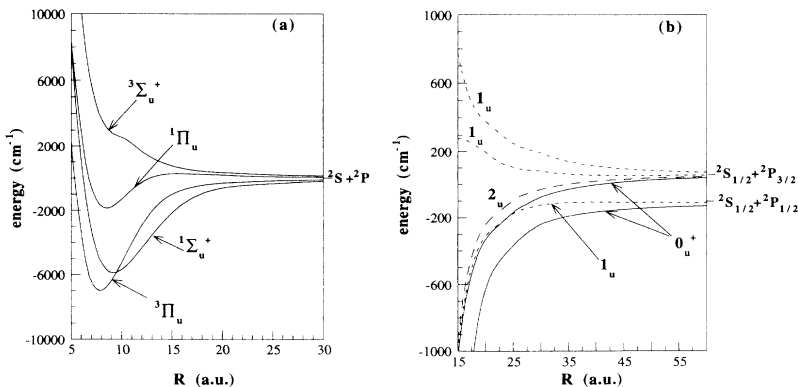 (a)
energy (cm⁻¹)
10000
6000
2000
-2000
-6000
-10000
³Σᵤ⁺
¹Πᵤ
¹Σᵤ⁺
³Πᵤ
²S+²P
5 10 15 20 25 30
R (a.u.)
(b)
energy (cm⁻¹)
1000
600
200
-200
-600
-1000
1ᵤ
1ᵤ
2ᵤ
1ᵤ
0ᵤ⁺
²S₁/₂+²P₃/₂
²S₁/₂+²P₁/₂
15 25 35 45 55
R (a.u.)